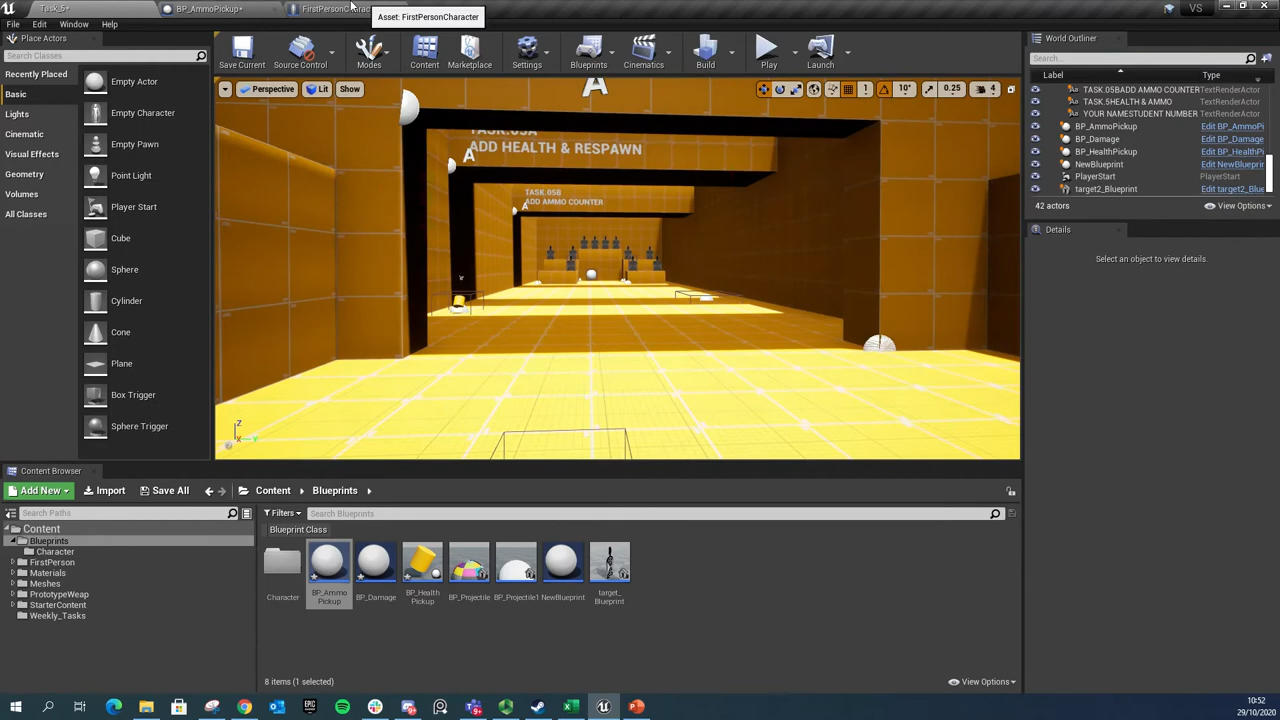 Task_5*
BP_AmmoPickup*
FirstPersonCharac
VS
Asset: FirstPersonCharacter
File
Edit
Window
Help
Place Actors
Search Classes
Recently Placed
Basic
Lights
Cinematic
Visual Effects
Geometry
Volumes
All Classes
Empty Actor
Empty Character
Empty Pawn
Point Light
Player Start
Cube
Sphere
Cylinder
Cone
Plane
Box Trigger
Sphere Trigger
Save Current
Source Control
Modes
Content
Marketplace
Settings
Blueprints
Cinematics
Build
Play
Launch
Perspective
Lit
Show
1
10°
0.25
4
A
TASK.05A
ADD HEALTH & RESPAWN
A
TASK.05B
ADD AMMO COUNTER
A
Z
X
Y
World Outliner
Search...
Label
Type
TASK.05BADD AMMO COUNTER TextRenderActor
TASK.5HEALTH & AMMO TextRenderActor
YOUR NAMESTUDENT NUMBER TextRenderActor
BP_AmmoPickup Edit BP_AmmoPi
BP_Damage Edit BP_Damage
BP_HealthPickup Edit BP_HealthPi
NewBlueprint Edit NewBlueprin
PlayerStart PlayerStart
target2_Blueprint Edit target2_Blue
42 actors
View Options
Details
Select an object to view details.
Content Browser
Add New
Import
Save All
Content
Blueprints
Search Paths
Filters
Search Blueprints
Content
Blueprints
Character
FirstPerson
Materials
Meshes
PrototypeWeap
StarterContent
Weekly_Tasks
Blueprint Class
Character
BP_Ammo
Pickup
BP_Damage
BP_Health
Pickup
BP_Projectile
BP_Projectile1
NewBlueprint
target_
Blueprint
8 items (1 selected)
View Options
10:52
29/10/2020